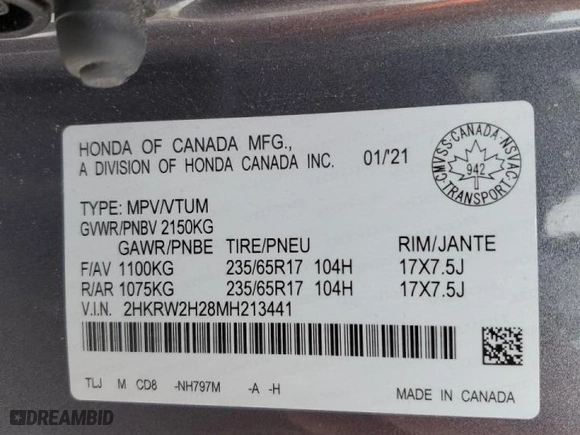 HONDA OF CANADA MFG.,
A DIVISION OF HONDA CANADA INC. 01/'21
CMVSS·CANADA·NSVAC
942
TRANSPORT
TYPE: MPV/VTUM
GVWR/PNBV 2150KG
GAWR/PNBE TIRE/PNEU RIM/JANTE
F/AV 1100KG 235/65R17 104H 17X7.5J
R/AR 1075KG 235/65R17 104H 17X7.5J
V.I.N. 2HKRW2H28MH213441
TLJ M CD8 -NH797M -A -H
MADE IN CANADA
DREAMBID